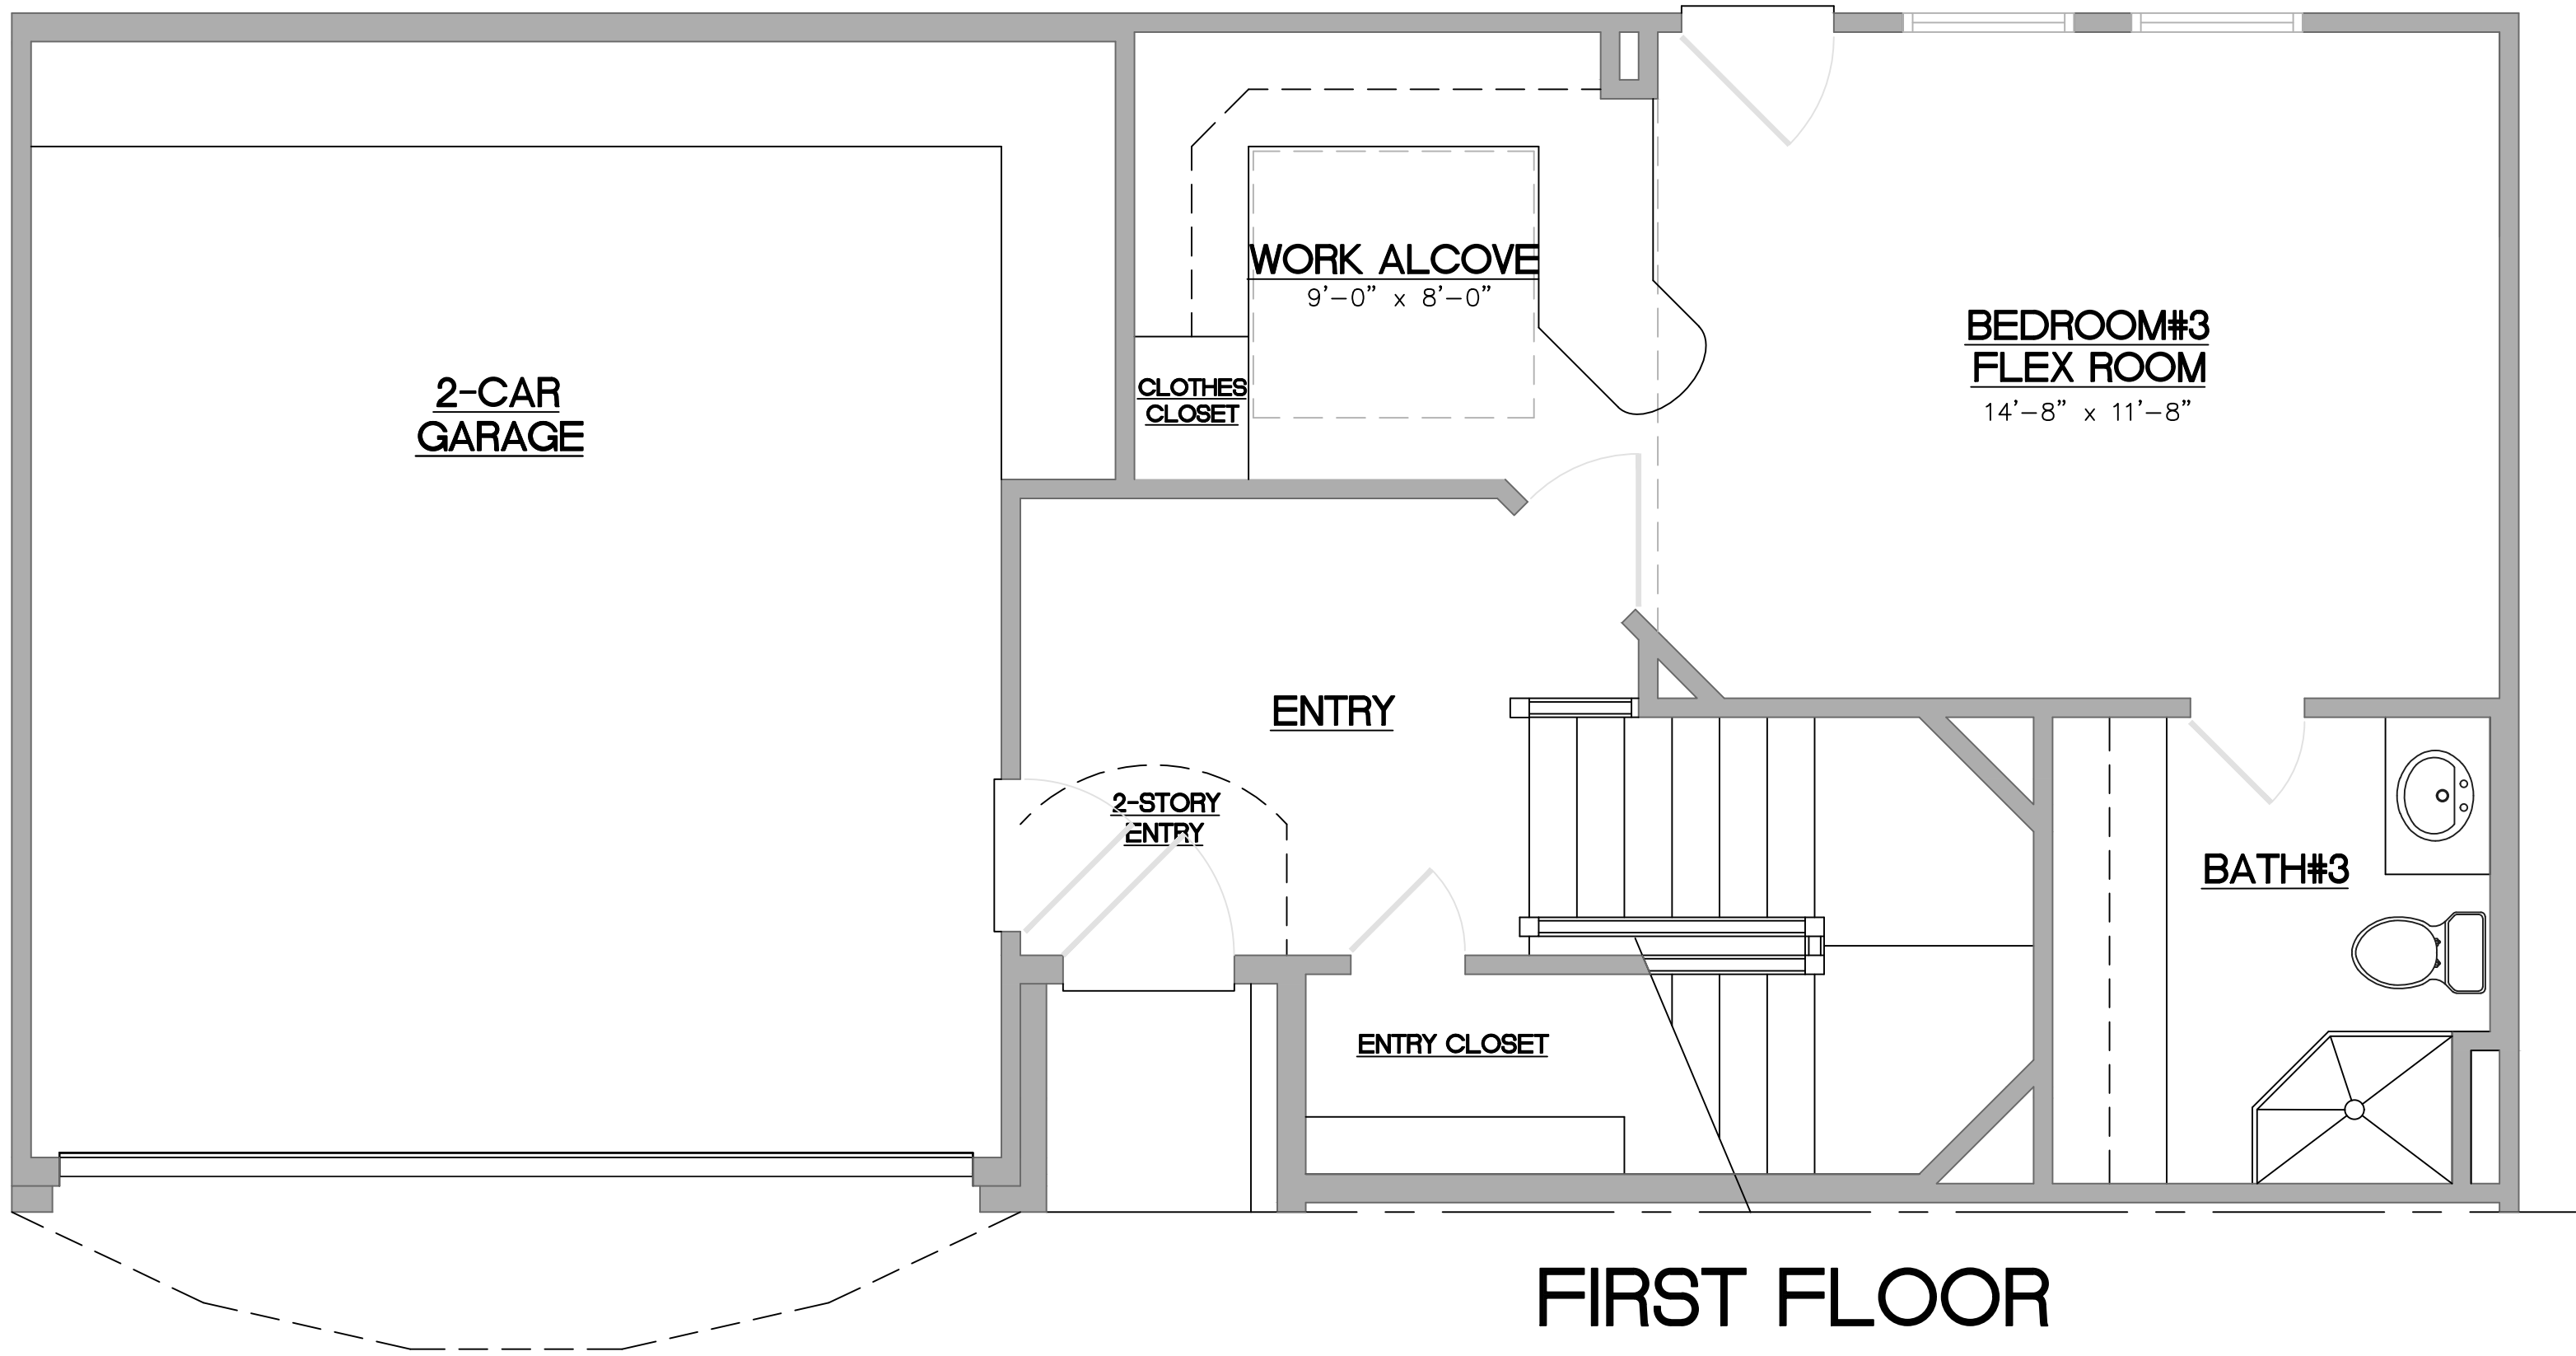 WORK ALCOVE
9'-0" x 8'-0"
BEDROOM#3
FLEX ROOM
14'-8" x 11'-8"
2-CAR
GARAGE
CLOTHES
CLOSET
ENTRY
2-STORY
ENTRY
BATH#3
ENTRY CLOSET
FIRST FLOOR